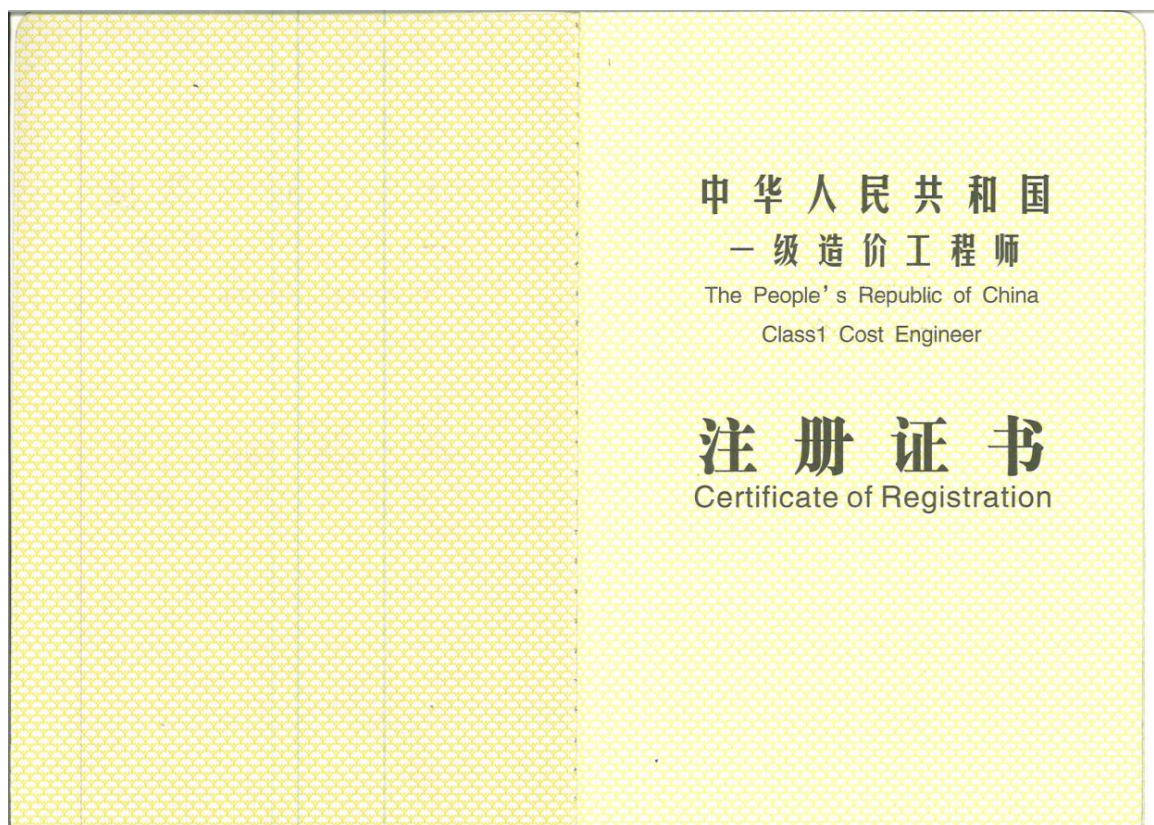 中华人民共和国
一级造价工程师
The People's Republic of China
Class1 Cost Engineer
注册证书
Certificate of Registration